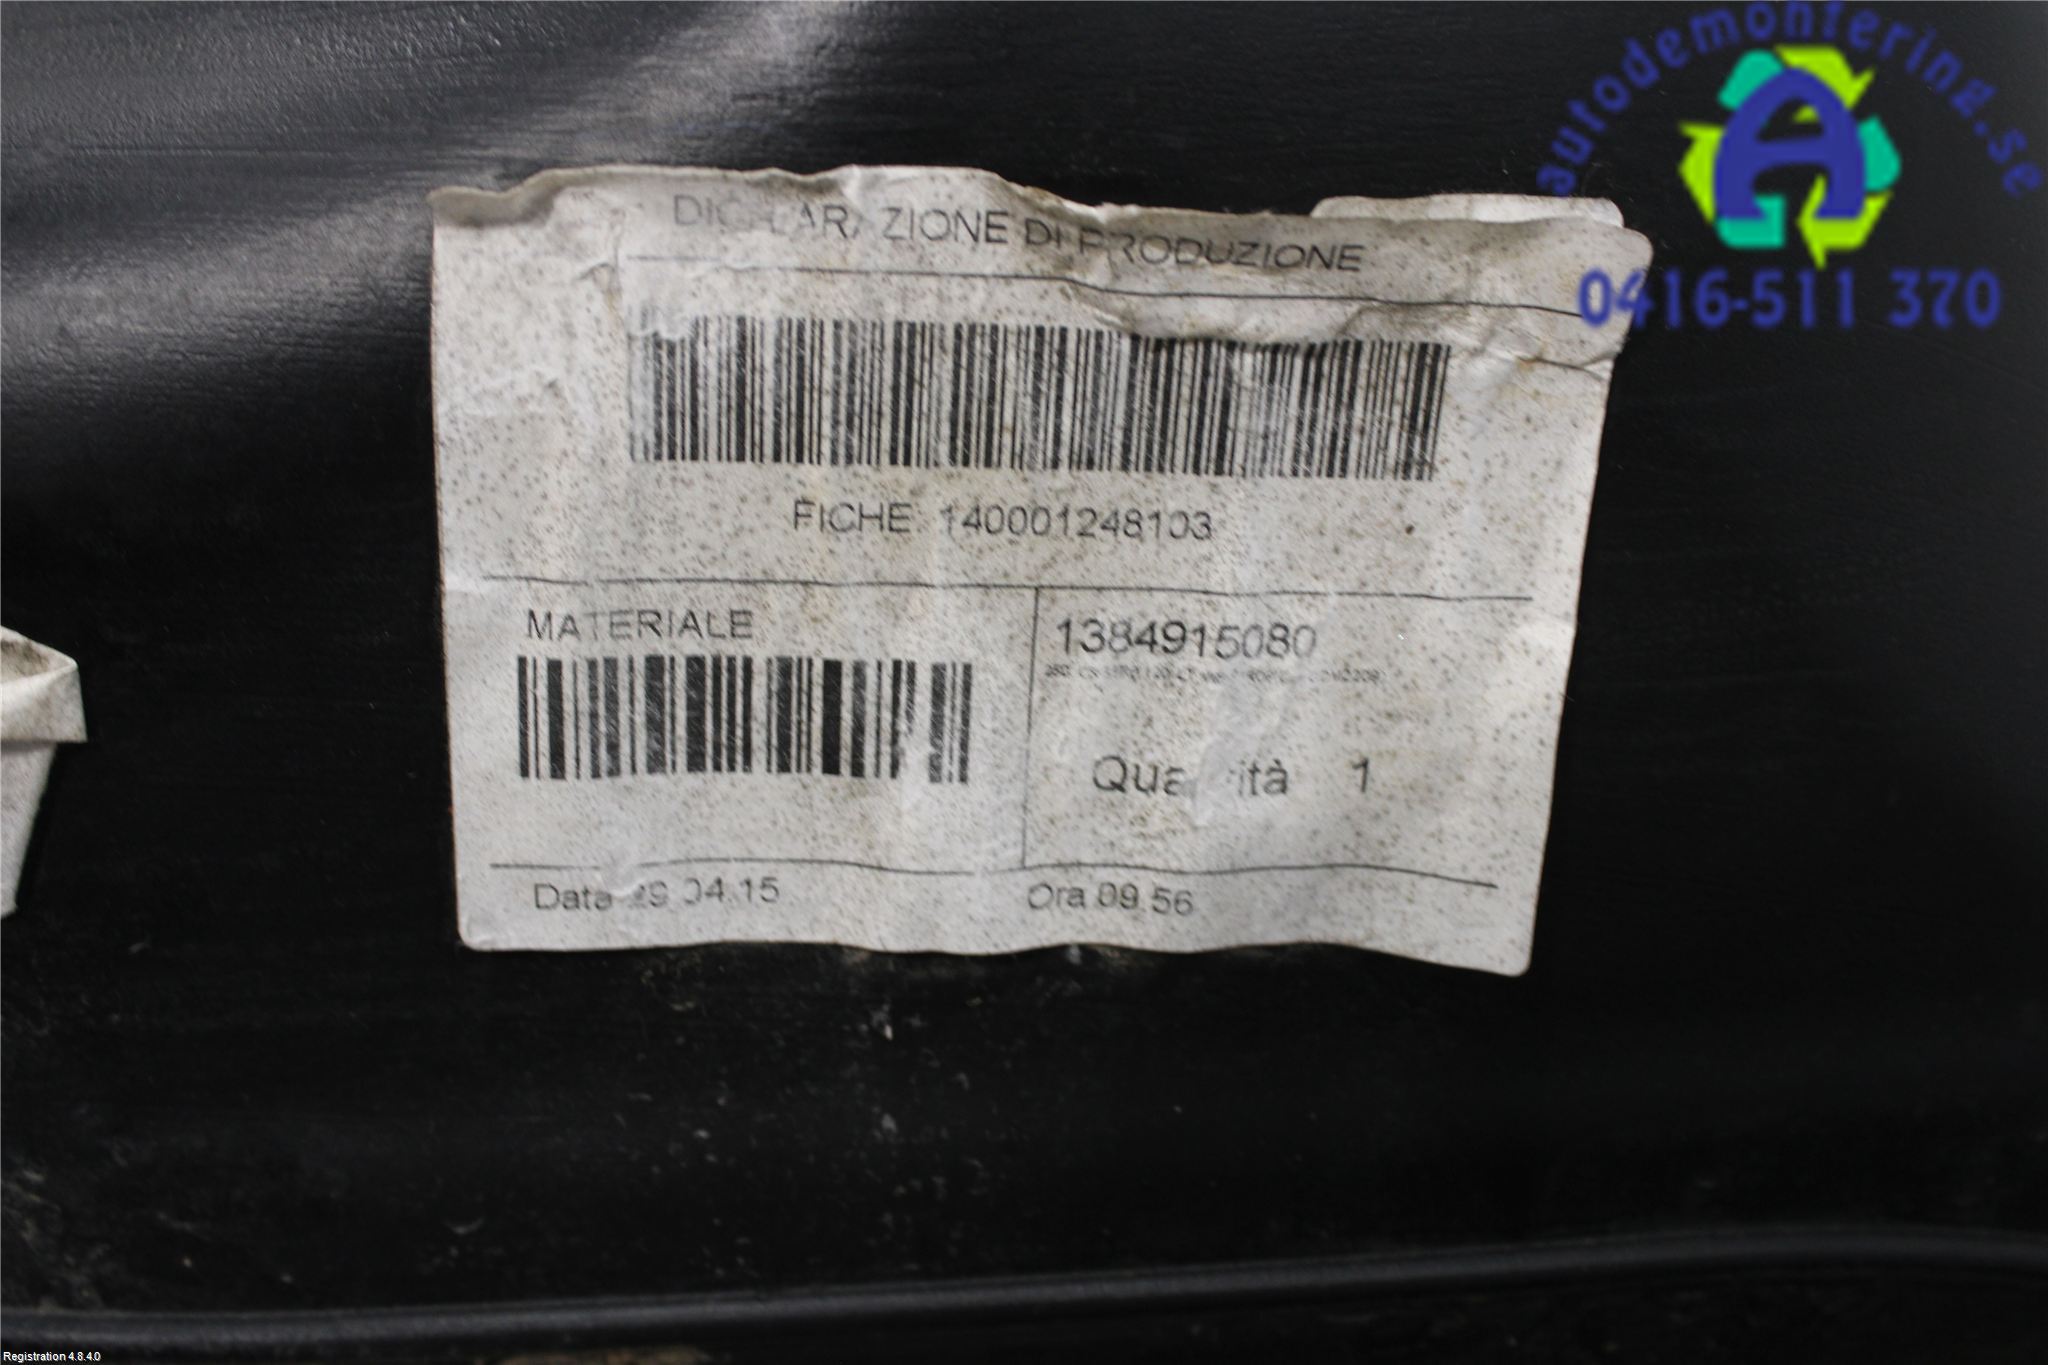 autodemontering.se
A
0416-511 370
DICHIARAZIONE DI PRODUZIONE
FICHE 140001248103
MATERIALE
1384915080
Quantità 1
Data 29.04.15
Ora 09.56
Registration 4.8.4.0